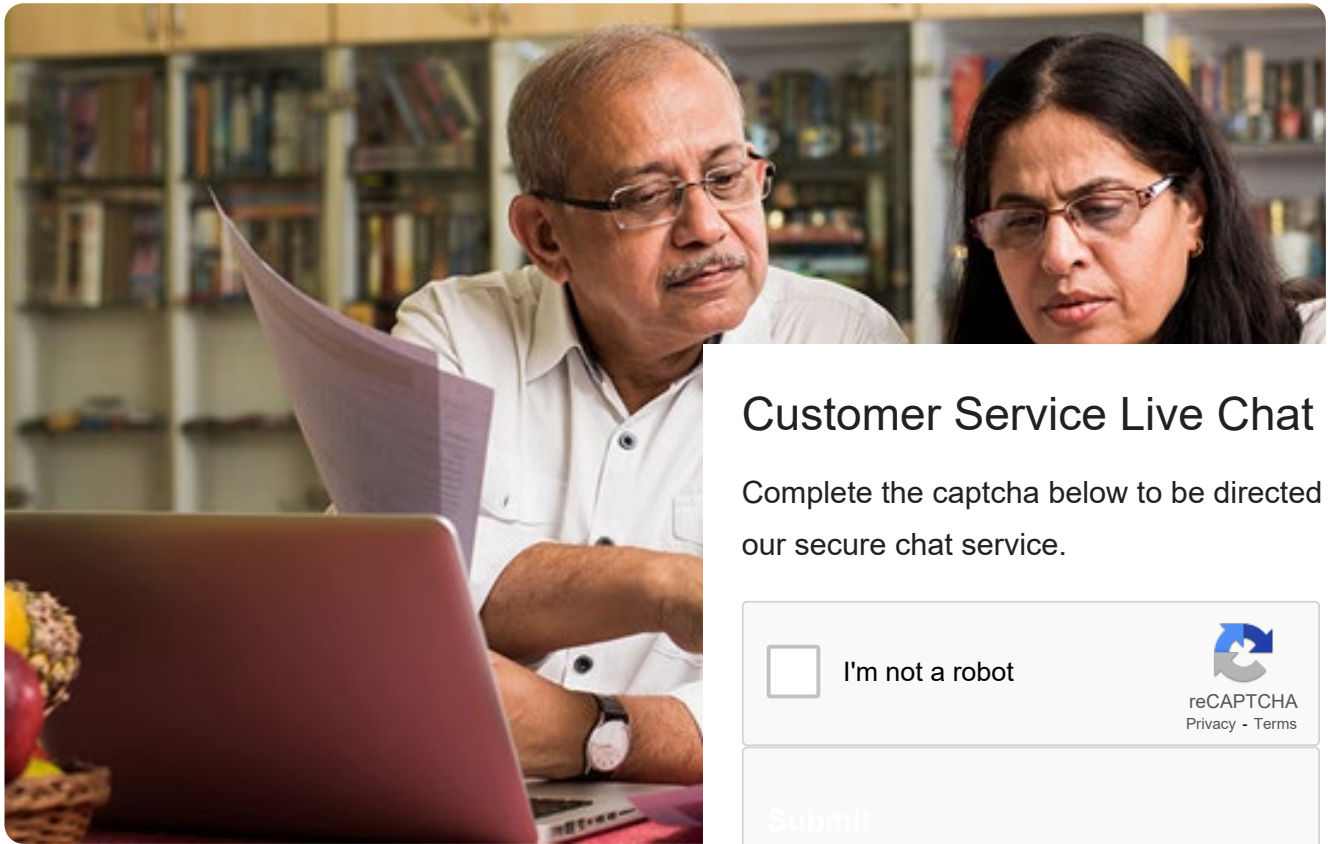 Customer Service Live Chat
Complete the captcha below to be directed
our secure chat service.
I'm not a robot
reCAPTCHA
Privacy - Terms
Submit